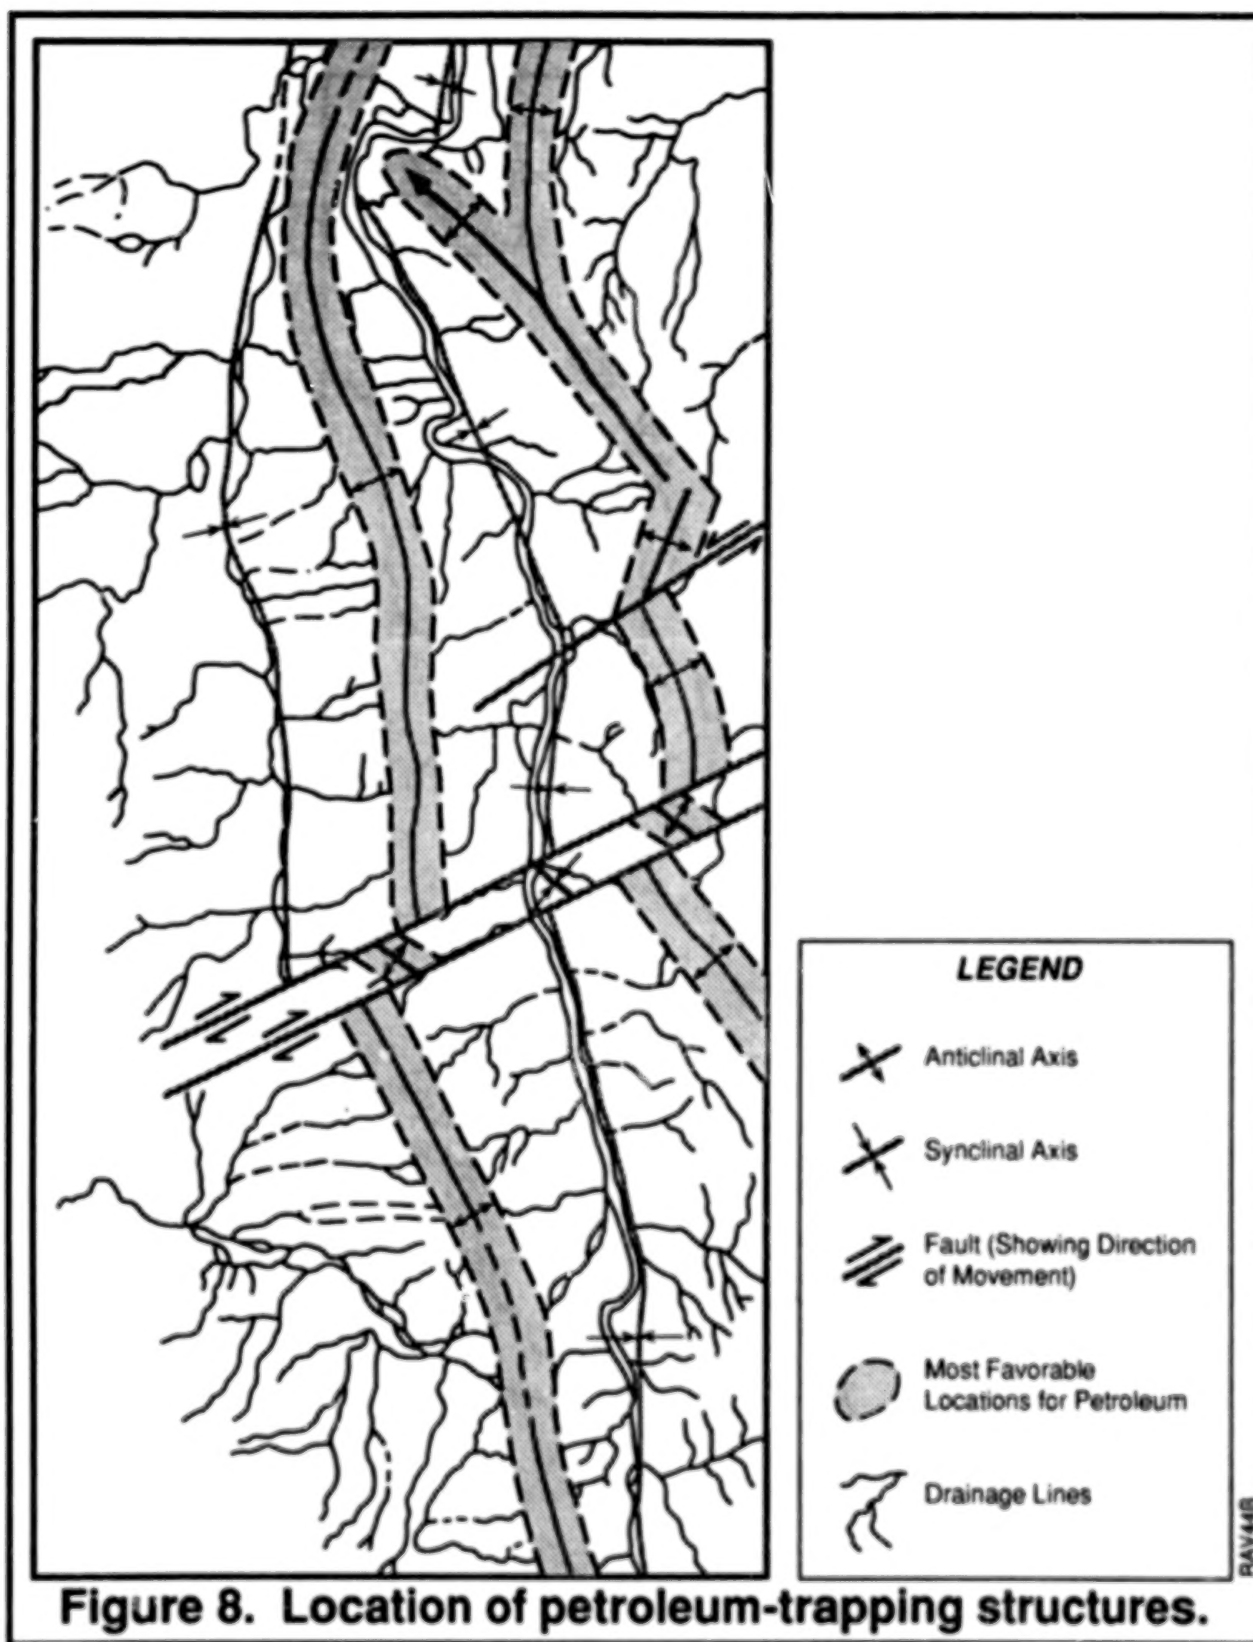 LEGEND
Anticlinal Axis
Synclinal Axis
Fault (Showing Direction
of Movement)
Most Favorable
Locations for Petroleum
Drainage Lines
Figure 8. Location of petroleum-trapping structures.